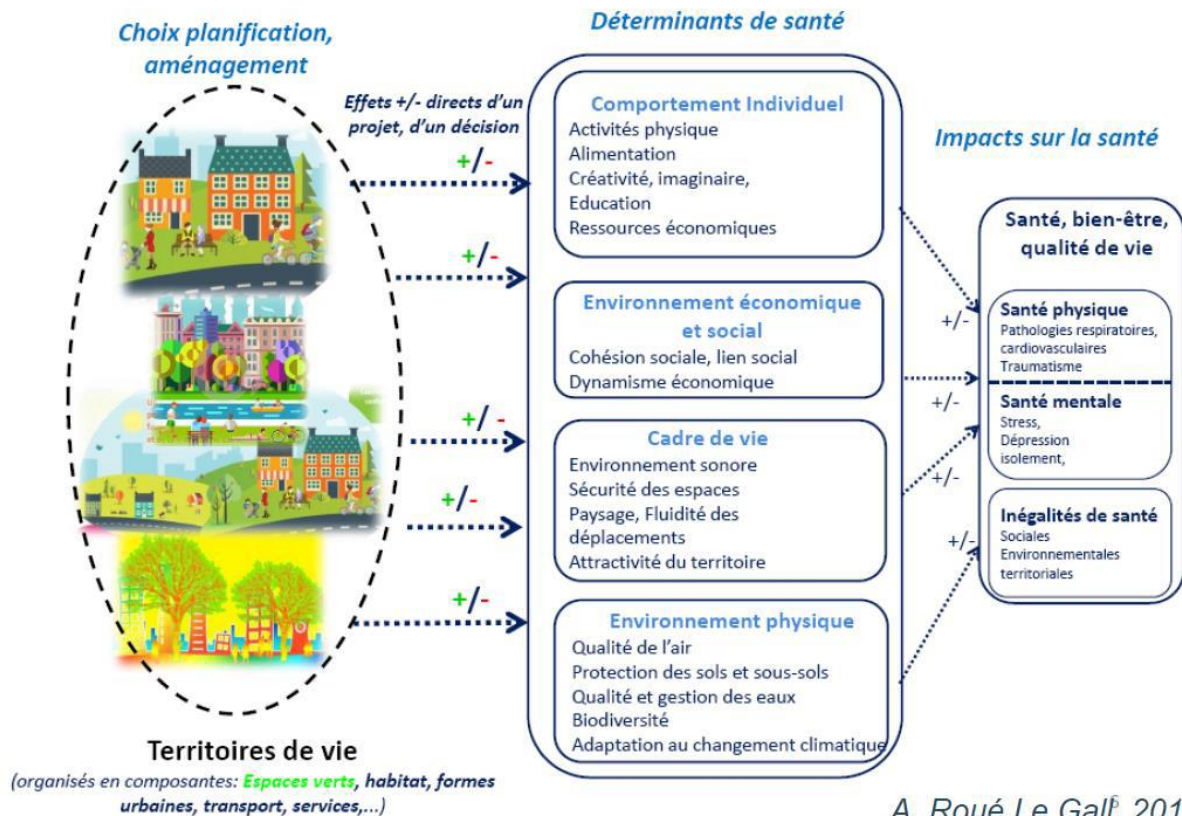 Choix planification,
aménagement
Effets +/- directs d'un
projet, d'un décision
+/-
+/-
+/-
+/-
+/-
Territoires de vie
(organisés en composantes: Espaces verts, habitat, formes
urbaines, transport, services,...)
Déterminants de santé
Comportement Individuel
Activités physique
Alimentation
Créativité, imaginaire,
Education
Ressources économiques
Environnement économique
et social
Cohésion sociale, lien social
Dynamisme économique
Cadre de vie
Environnement sonore
Sécurité des espaces
Paysage, Fluidité des
déplacements
Attractivité du territoire
Environnement physique
Qualité de l'air
Protection des sols et sous-sols
Qualité et gestion des eaux
Biodiversité
Adaptation au changement climatique
+/-
+/-
+/-
+/-
Impacts sur la santé
Santé, bien-être,
qualité de vie
Santé physique
Pathologies respiratoires,
cardiovasculaires
Traumatisme
Santé mentale
Stress,
Dépression
isolement,
Inégalités de santé
Sociales
Environnementales
territoriales
A. Roué Le Gall 6 201